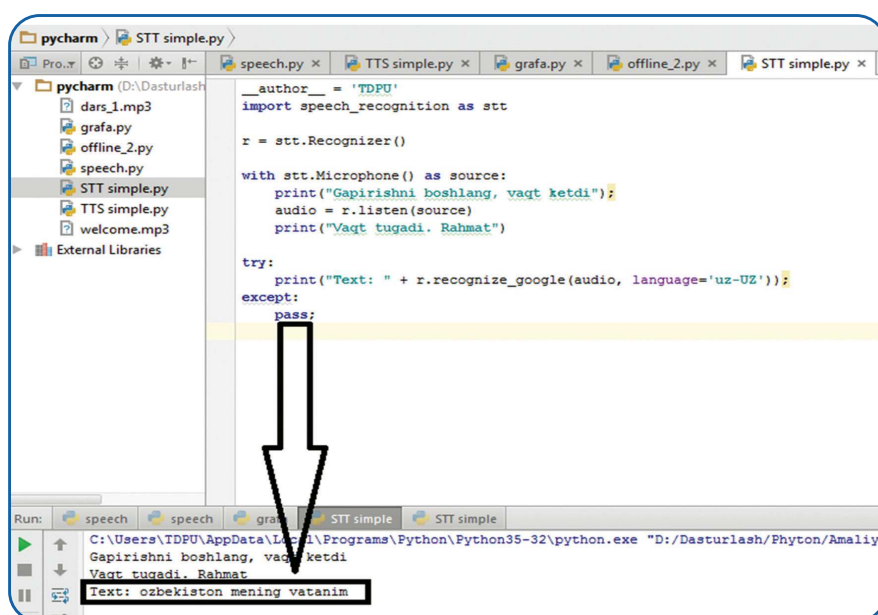 pycharm STT simple.py
Pro.. speech.py × TTS simple.py × grafa.py × offline_2.py × STT simple.py ×
pycharm (D:\Dasturlash
dars_1.mp3
grafa.py
offline_2.py
speech.py
STT simple.py
TTS simple.py
welcome.mp3
External Libraries
__author__ = 'TDPU'
import speech_recognition as stt
r = stt.Recognizer()
with stt.Microphone() as source:
print("Gapirishni boshlang, vaqt ketdi");
audio = r.listen(source)
print("Vaqt tugadi. Rahmat")
try:
print("Text: " + r.recognize_google(audio, language='uz-UZ'));
except:
pass;
Run: speech speech STT simple STT simple
C:\Users\TDPU\AppData\Local\Programs\Python\Python35-32\python.exe "D:/Dasturlash/Phyton/Amaliy
Gapirishni boshlang, vaqt ketdi
Vaqt tugadi. Rahmat
Text: ozbekiston mening vatanim